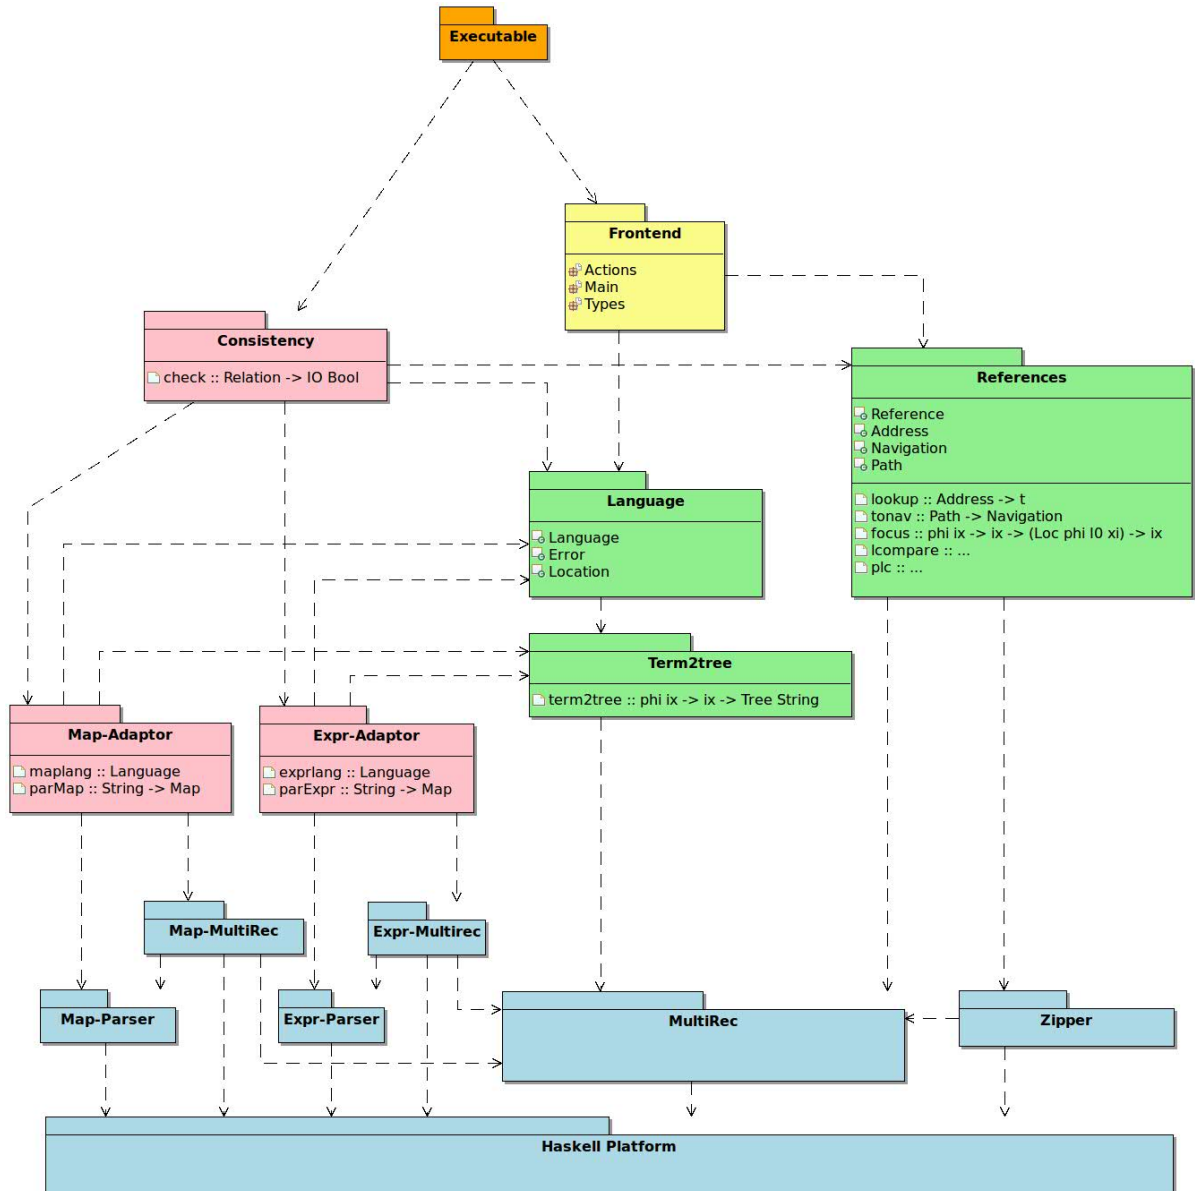 Executable
Frontend
Actions
Main
Types
Consistency
check :: Relation -> IO Bool
References
Reference
Address
Navigation
Path
lookup :: Address -> t
tonav :: Path -> Navigation
focus :: phi ix -> ix -> (Loc phi I0 xi) -> ix
lcompare :: ...
plc :: ...
Language
Language
Error
Location
Term2tree
term2tree :: phi ix -> ix -> Tree String
Map-Adaptor
maplang :: Language
parMap :: String -> Map
Expr-Adaptor
exprlang :: Language
parExpr :: String -> Map
Map-MultiRec
Expr-Multirec
Map-Parser
Expr-Parser
MultiRec
Zipper
Haskell Platform